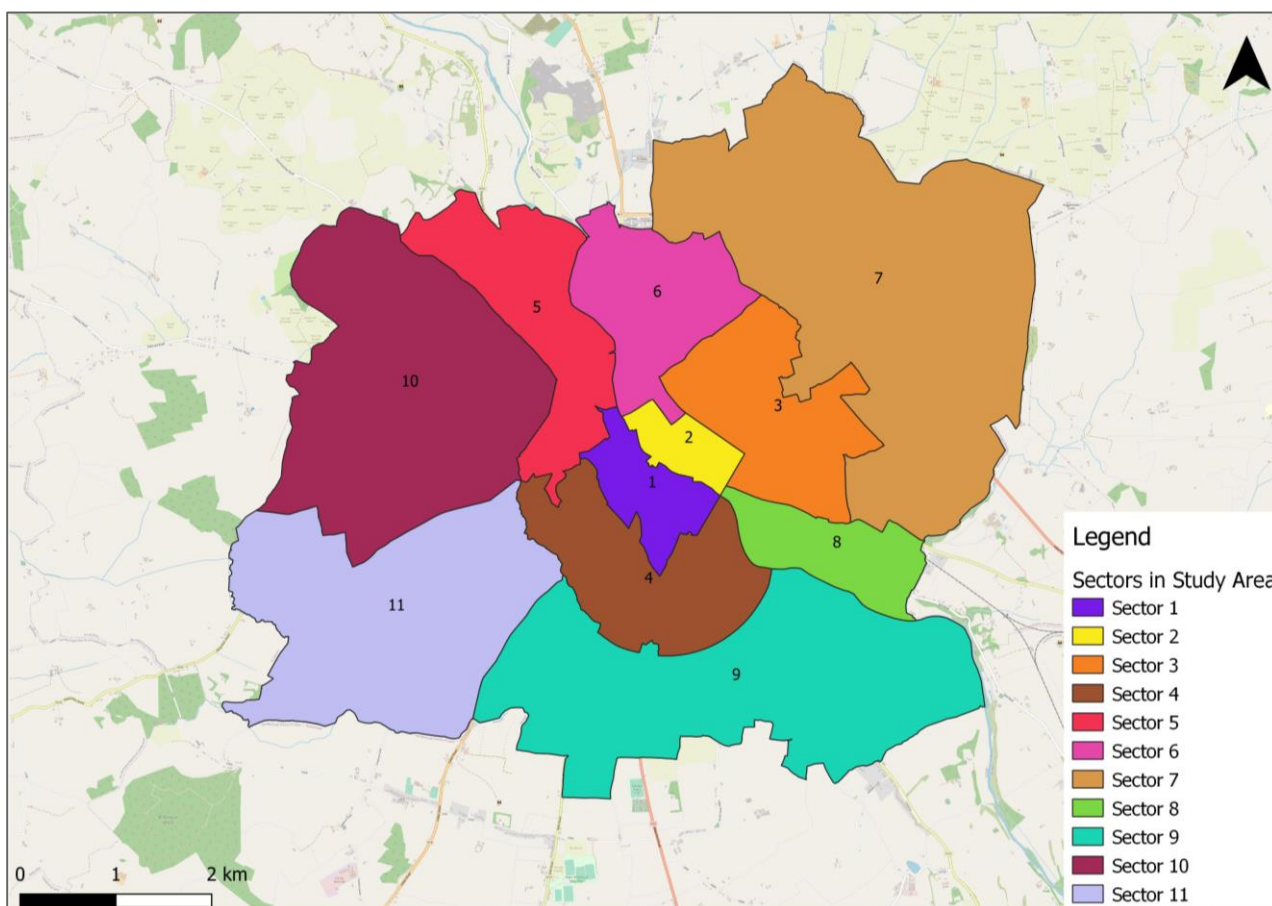 7
6
5
10
3
2
1
8
4
11
9
Legend
Sectors in Study Area
Sector 1
Sector 2
Sector 3
Sector 4
Sector 5
Sector 6
Sector 7
Sector 8
Sector 9
Sector 10
Sector 11
0 1 2 km